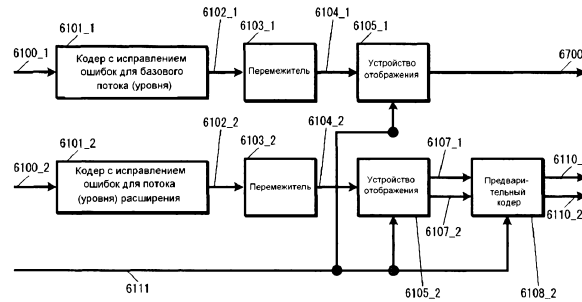 6100_1
6101_1
Кодер с исправлением
ошибок для базового
потока (уровня)
6102_1
6103_1
Перемежитель
6104_1
6105_1
Устройство
отображения
6700
6100_2
6101_2
Кодер с исправлением
ошибок для потока
(уровня) расширения
6102_2
6103_2
Перемежитель
6104_2
Устройство
отображения
6107_1
6107_2
Предвари-
тельный
кодер
6110_1
6110_2
6111
6105_2
6108_2